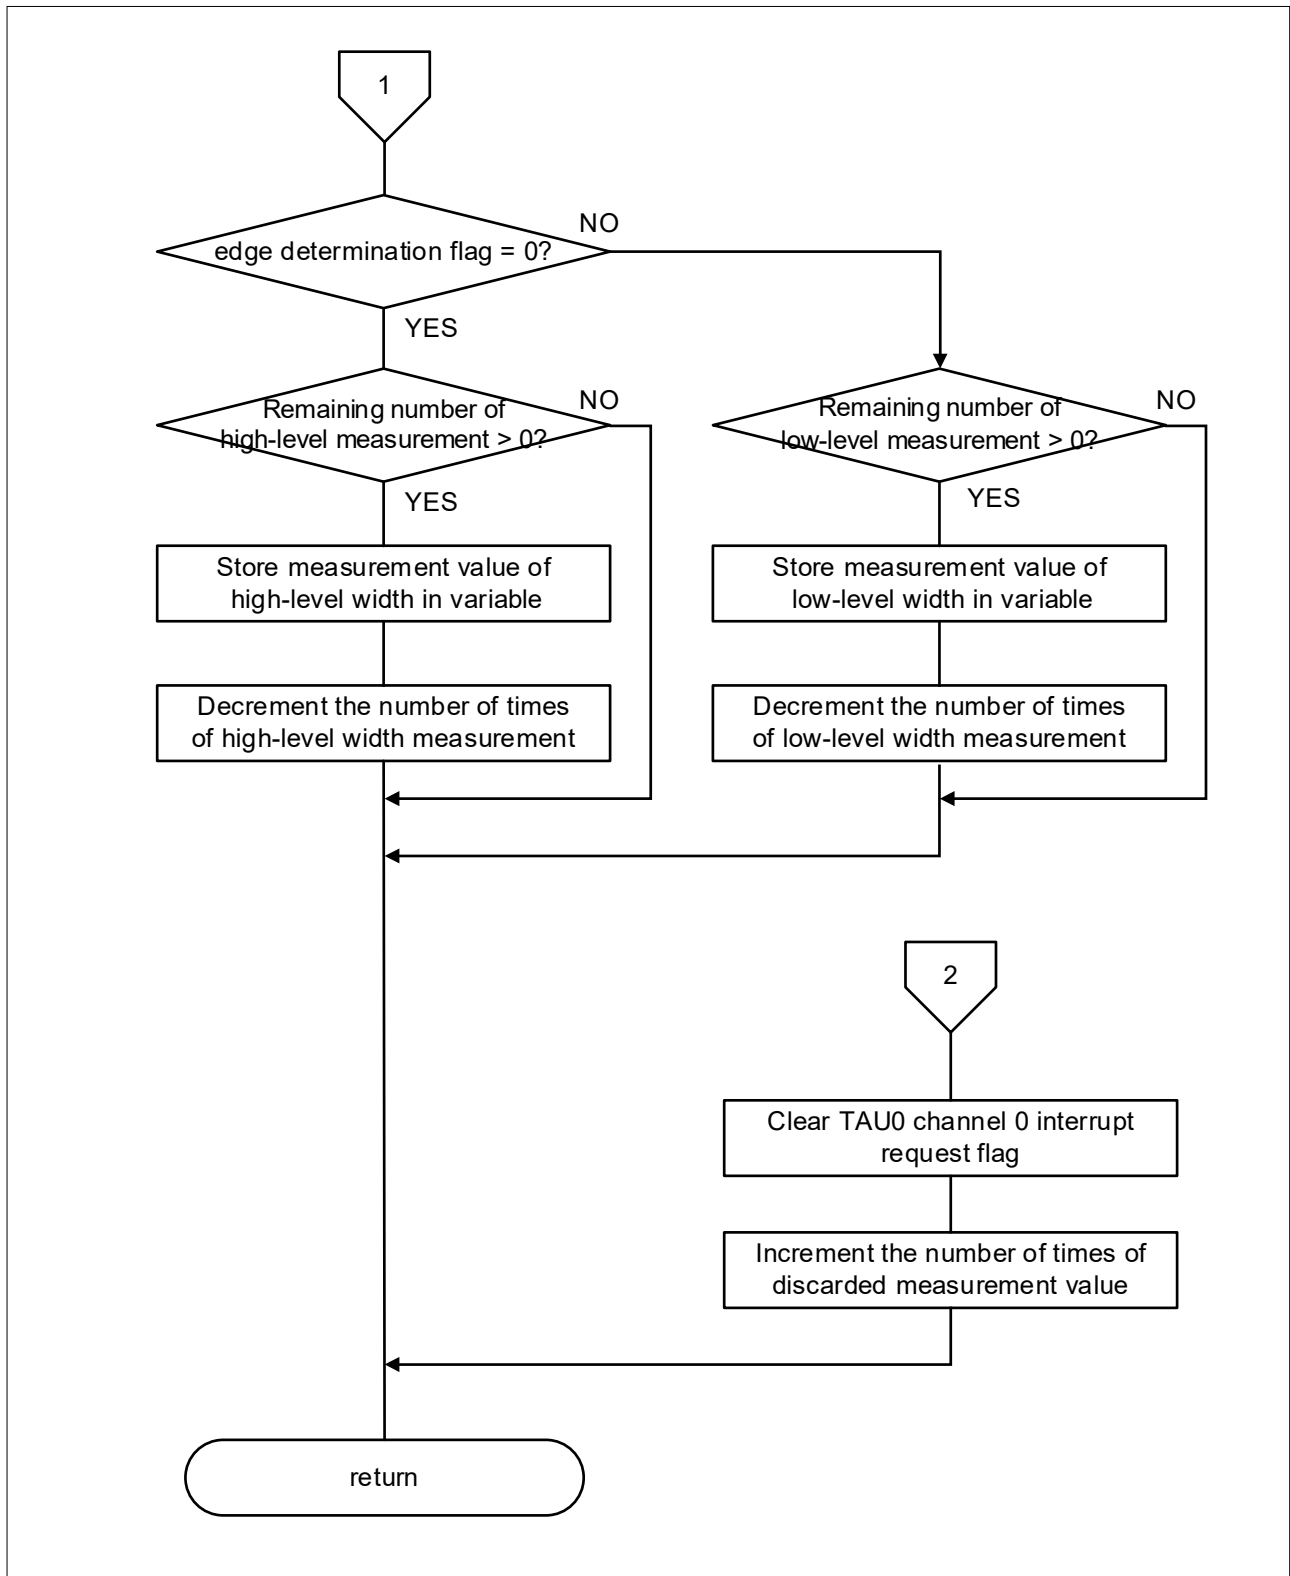 1
edge determination flag = 0?
NO
YES
Remaining number of
high-level measurement > 0?
NO
YES
Store measurement value of
high-level width in variable
Decrement the number of times
of high-level width measurement
Remaining number of
low-level measurement > 0?
NO
YES
Store measurement value of
low-level width in variable
Decrement the number of times
of low-level width measurement
2
Clear TAU0 channel 0 interrupt
request flag
Increment the number of times of
discarded measurement value
return